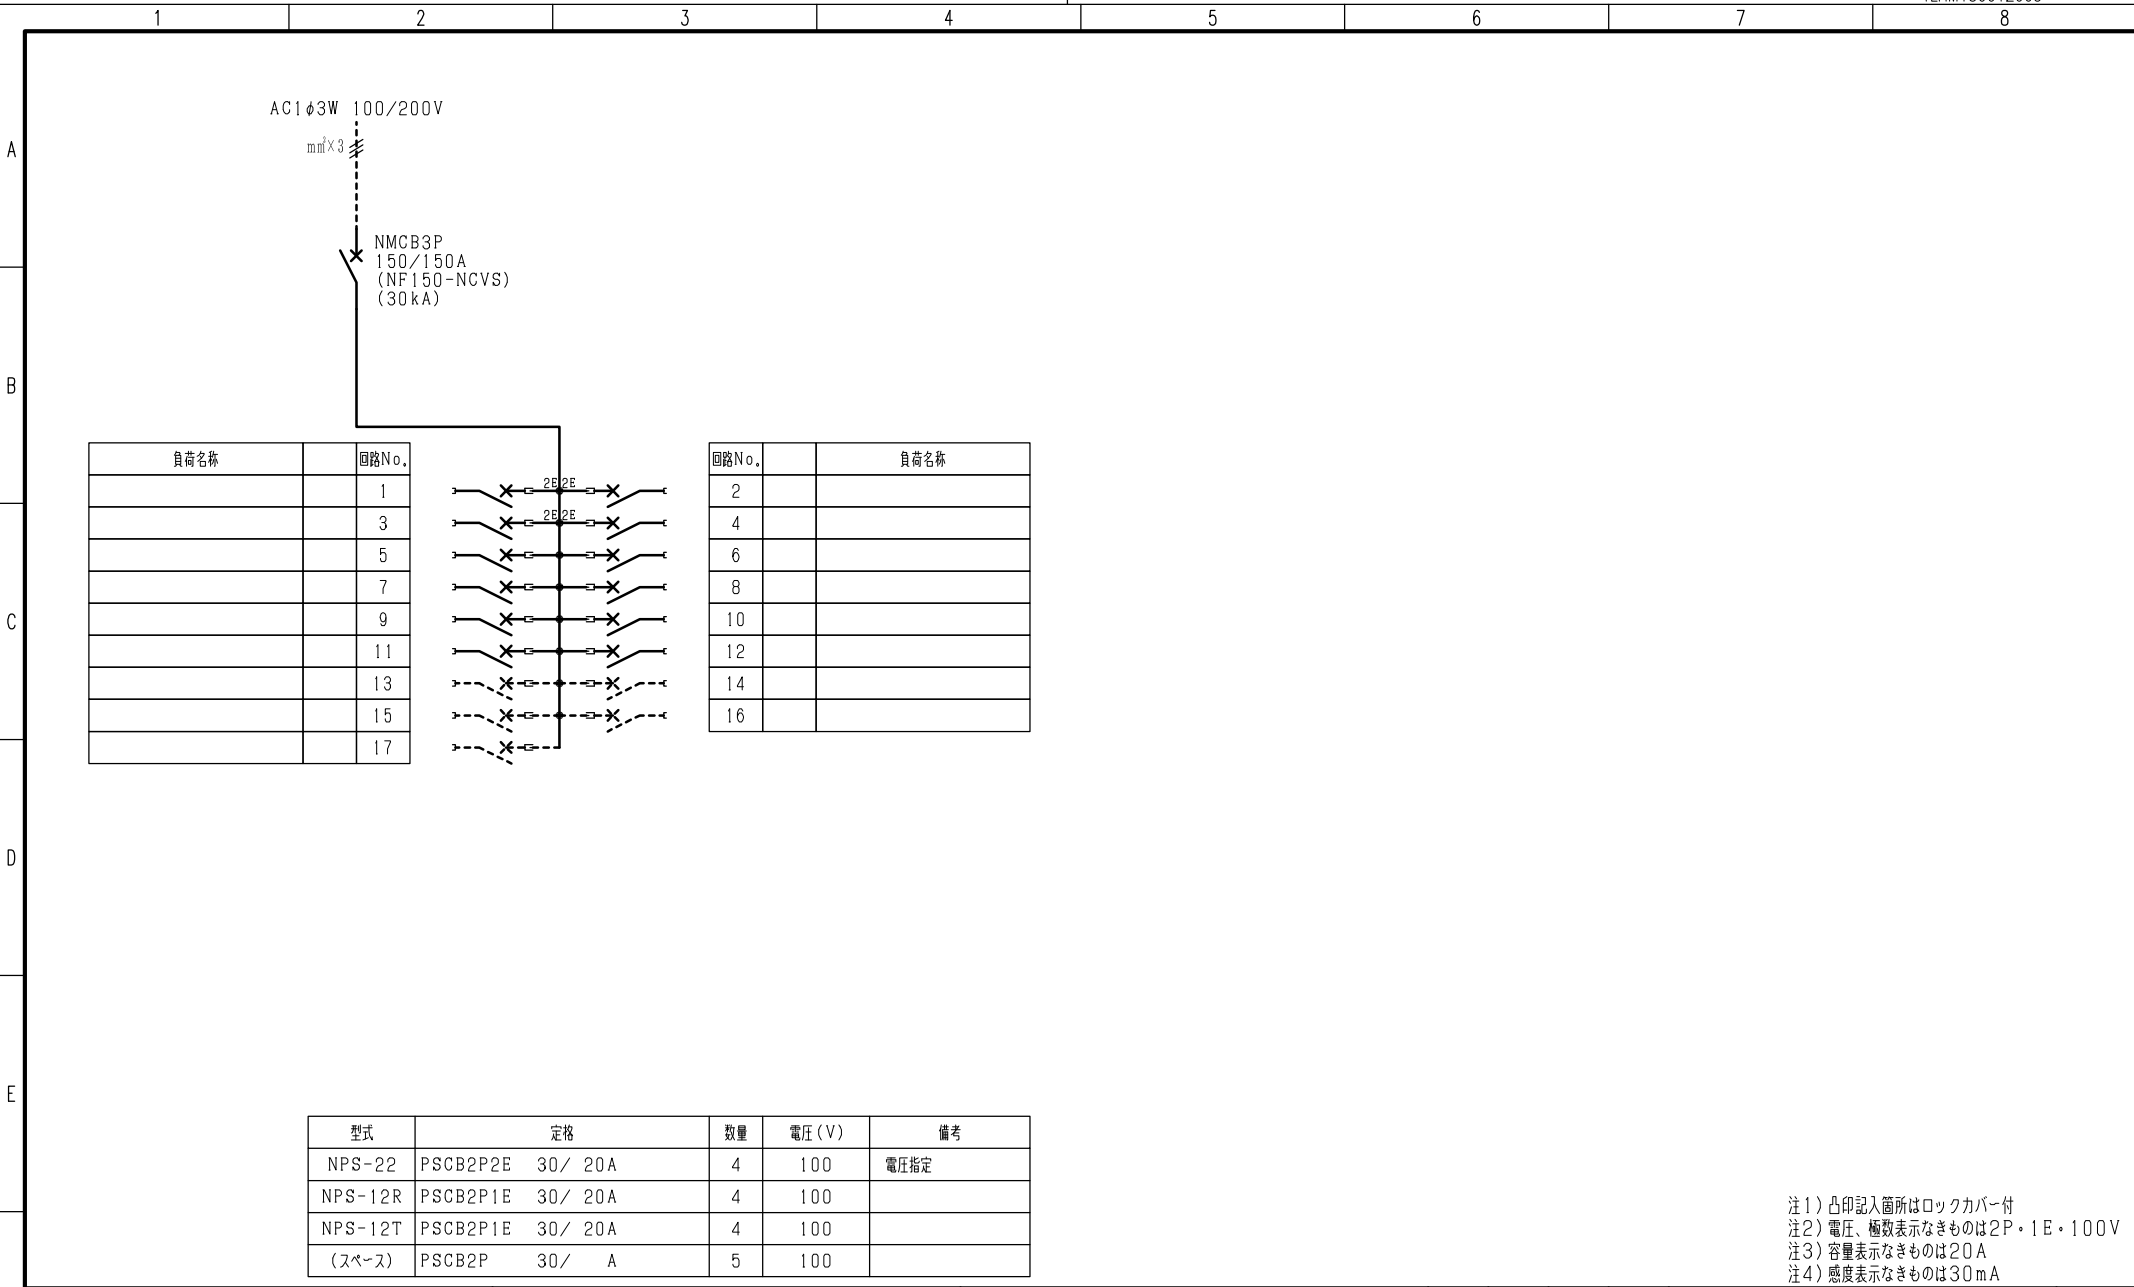 1 2 3 4 5 6 7 8
A
B
C
D
E
AC1φ3W 100/200V
mm²×3
NMCB3P
150/150A
(NF150-NCVS)
(30kA)
負荷名称 回路No.
1
3
5
7
9
11
13
15
17
2E 2E
2E 2E
回路No. 負荷名称
2
4
6
8
10
12
14
16
型式 定格 数量 電圧(V) 備考
NPS-22 PSCB2P2E 30/ 20A 4 100 電圧指定
NPS-12R PSCB2P1E 30/ 20A 4 100
NPS-12T PSCB2P1E 30/ 20A 4 100
(スペース) PSCB2P 30/ A 5 100
注1)凸印記入箇所はロックカバー付
注2)電圧、極数表示なきものは2P・1E・100V
注3)容量表示なきものは20A
注4)感度表示なきものは30mA